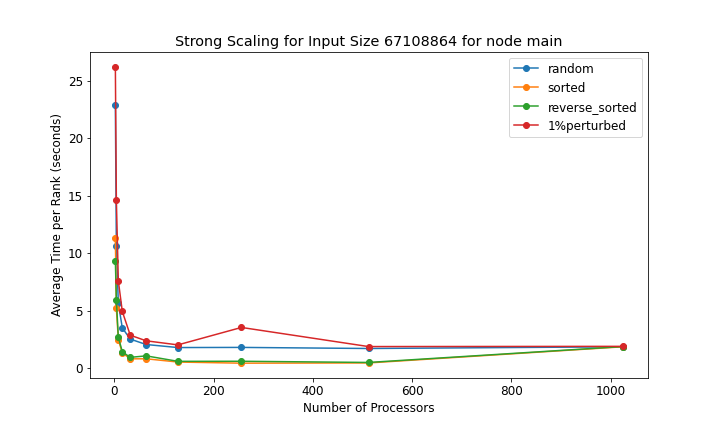 Strong Scaling for Input Size 67108864 for node main
random
sorted
reverse_sorted
1%perturbed
Average Time per Rank (seconds)
25
20
15
10
5
0
0 200 400 600 800 1000
Number of Processors